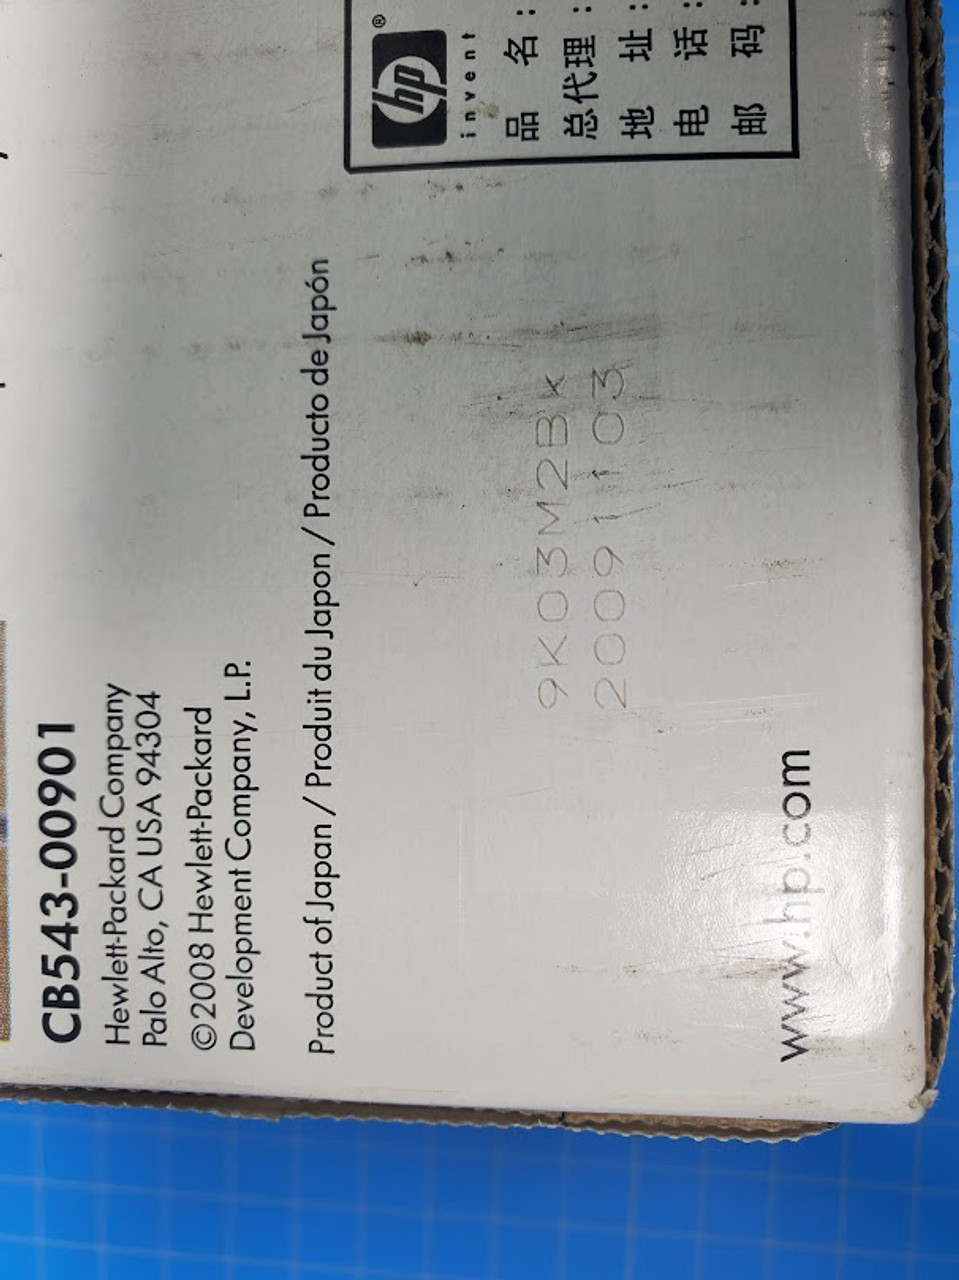 CB543-00901
Hewlett-Packard Company
Palo Alto, CA USA 94304
©2008 Hewlett-Packard
Development Company, L.P.
Product of Japan / Produit du Japon / Producto de Japón
9K03M2BK
20091103
www.hp.com
hp®
invent
品 名:
总代理:
地 址:
电 话:
邮 码: